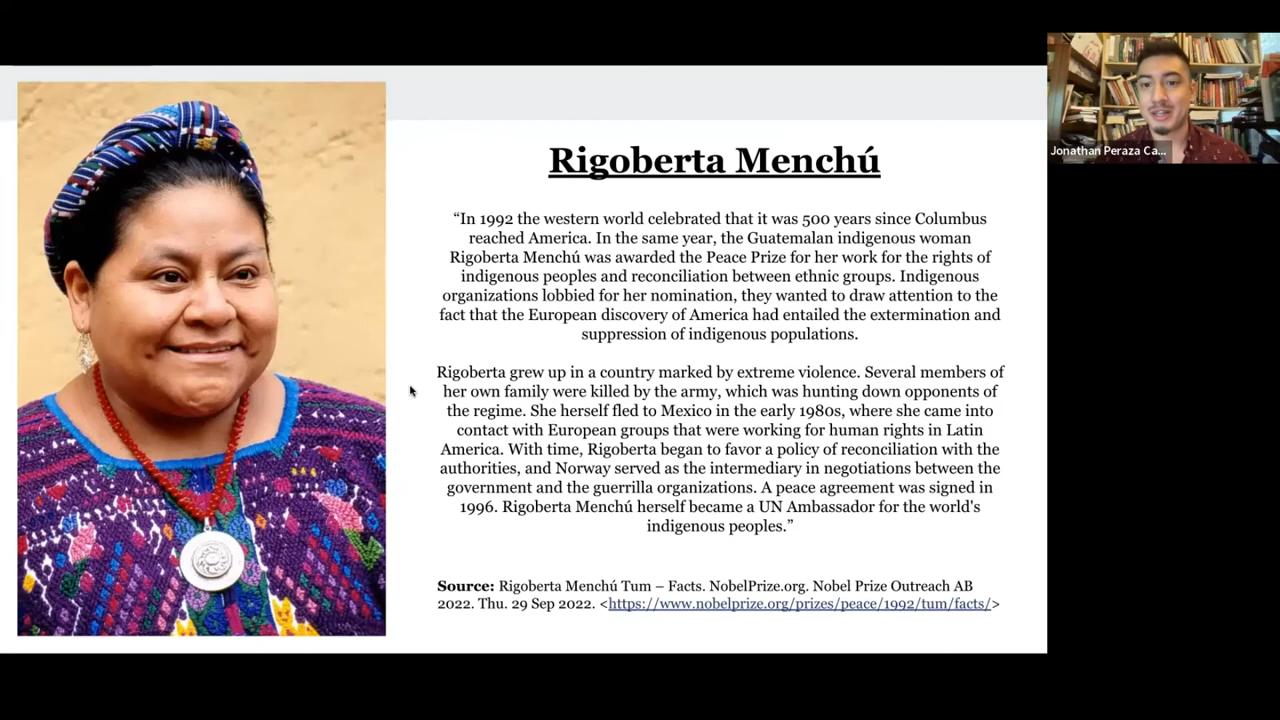 Rigoberta Menchú
“In 1992 the western world celebrated that it was 500 years since Columbus
reached America. In the same year, the Guatemalan indigenous woman
Rigoberta Menchú was awarded the Peace Prize for her work for the rights of
indigenous peoples and reconciliation between ethnic groups. Indigenous
organizations lobbied for her nomination, they wanted to draw attention to the
fact that the European discovery of America had entailed the extermination and
suppression of indigenous populations.
Rigoberta grew up in a country marked by extreme violence. Several members of
her own family were killed by the army, which was hunting down opponents of
the regime. She herself fled to Mexico in the early 1980s, where she came into
contact with European groups that were working for human rights in Latin
America. With time, Rigoberta began to favor a policy of reconciliation with the
authorities, and Norway served as the intermediary in negotiations between the
government and the guerrilla organizations. A peace agreement was signed in
1996. Rigoberta Menchú herself became a UN Ambassador for the world's
indigenous peoples.”
Source: Rigoberta Menchú Tum – Facts. NobelPrize.org. Nobel Prize Outreach AB
2022. Thu. 29 Sep 2022. <https://www.nobelprize.org/prizes/peace/1992/tum/facts/>
Jonathan Peraza Ca...